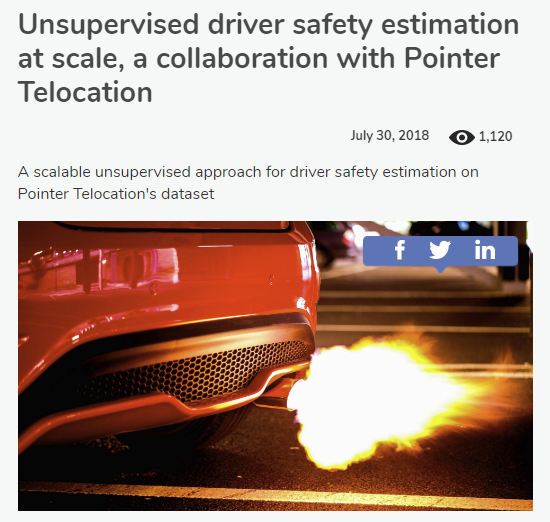 Unsupervised driver safety estimation
at scale, a collaboration with Pointer
Telocation
July 30, 2018 1,120
A scalable unsupervised approach for driver safety estimation on
Pointer Telocation's dataset
f in